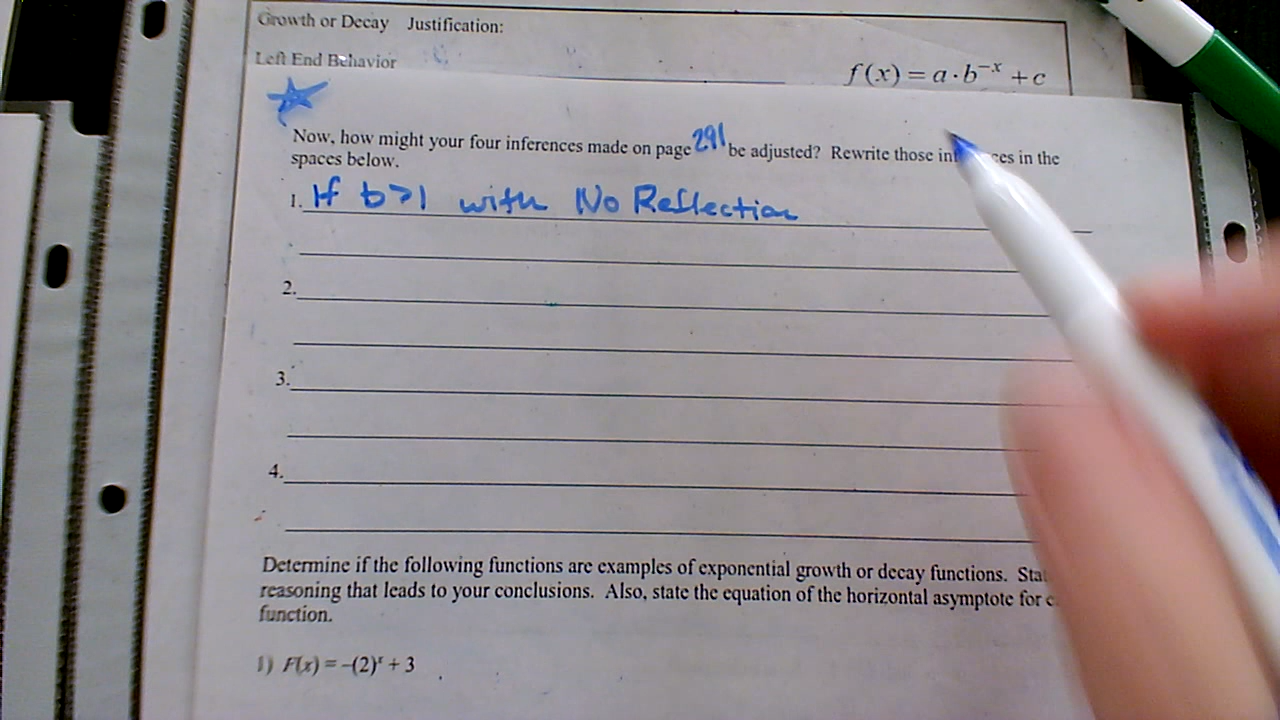 Growth or Decay Justification:
Left End Behavior
f(x) = a · b^{-x} + c
Now, how might your four inferences made on page 291 be adjusted? Rewrite those in the
spaces below.
1. If b>1 with No Reflection
2.
3.
4.
Determine if the following functions are examples of exponential growth or decay functions.
reasoning that leads to your conclusions. Also, state the equation of the horizontal asymptote for
function.
1) F(x) = -(2)^x + 3